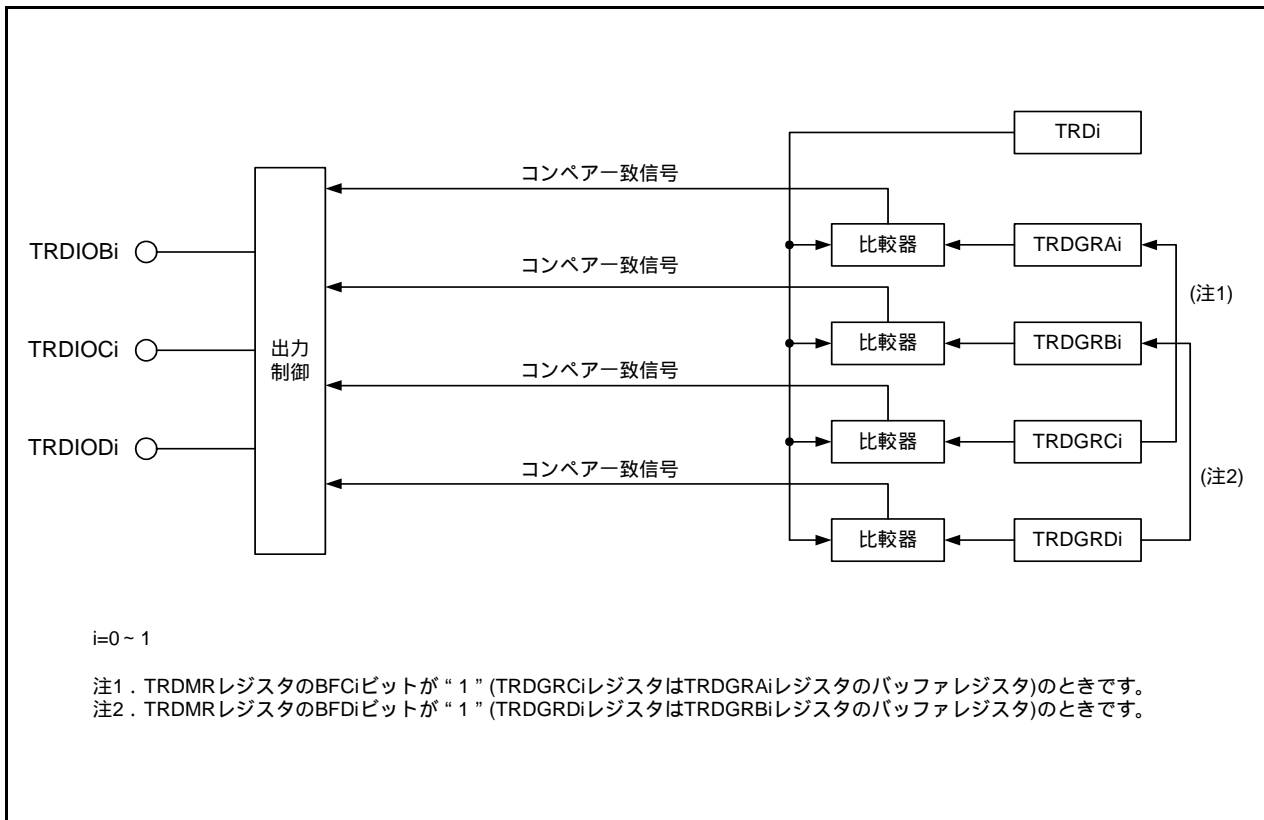 TRDi
コンペア一致信号
比較器
TRDGRAi
TRDIOBi
コンペア一致信号
(注1)
比較器
TRDGRBi
TRDIOCi
出力
制御
コンペア一致信号
比較器
TRDGRCi
TRDIODi
コンペア一致信号
(注2)
比較器
TRDGRDi
i=0~1
注1．TRDMRレジスタのBFCiビットが“1”(TRDGRCiレジスタはTRDGRAiレジスタのバッファレジスタ)のときです。
注2．TRDMRレジスタのBFDiビットが“1”(TRDGRDiレジスタはTRDGRBiレジスタのバッファレジスタ)のときです。